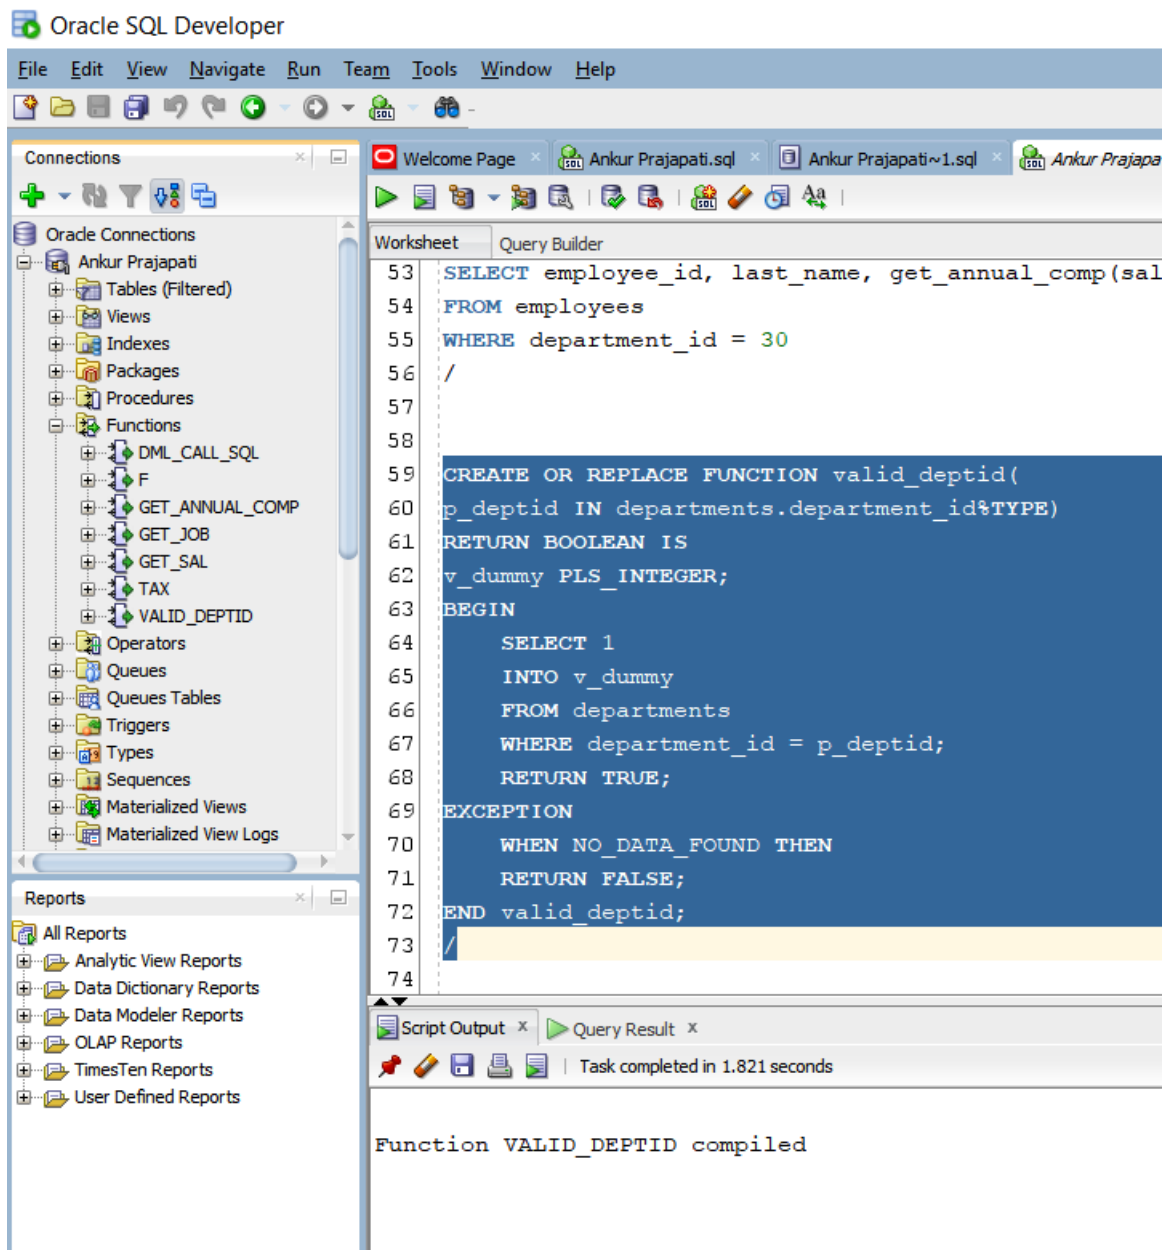 Oracle SQL Developer
File Edit View Navigate Run Team Tools Window Help
Connections
Oracle Connections
Ankur Prajapati
Tables (Filtered)
Views
Indexes
Packages
Procedures
Functions
DML_CALL_SQL
F
GET_ANNUAL_COMP
GET_JOB
GET_SAL
TAX
VALID_DEPTID
Operators
Queues
Queues Tables
Triggers
Types
Sequences
Materialized Views
Materialized View Logs
Reports
All Reports
Analytic View Reports
Data Dictionary Reports
Data Modeler Reports
OLAP Reports
TimesTen Reports
User Defined Reports
Welcome Page Ankur Prajapati.sql Ankur Prajapati~1.sql Ankur Prajapa
Worksheet Query Builder
53 SELECT employee_id, last_name, get_annual_comp(sal
54 FROM employees
55 WHERE department_id = 30
56 /
57
58
59 CREATE OR REPLACE FUNCTION valid_deptid(
60 p_deptid IN departments.department_id%TYPE)
61 RETURN BOOLEAN IS
62 v_dummy PLS_INTEGER;
63 BEGIN
64 SELECT 1
65 INTO v_dummy
66 FROM departments
67 WHERE department_id = p_deptid;
68 RETURN TRUE;
69 EXCEPTION
70 WHEN NO_DATA_FOUND THEN
71 RETURN FALSE;
72 END valid_deptid;
73 /
74
Script Output x Query Result x
Task completed in 1.821 seconds
Function VALID_DEPTID compiled